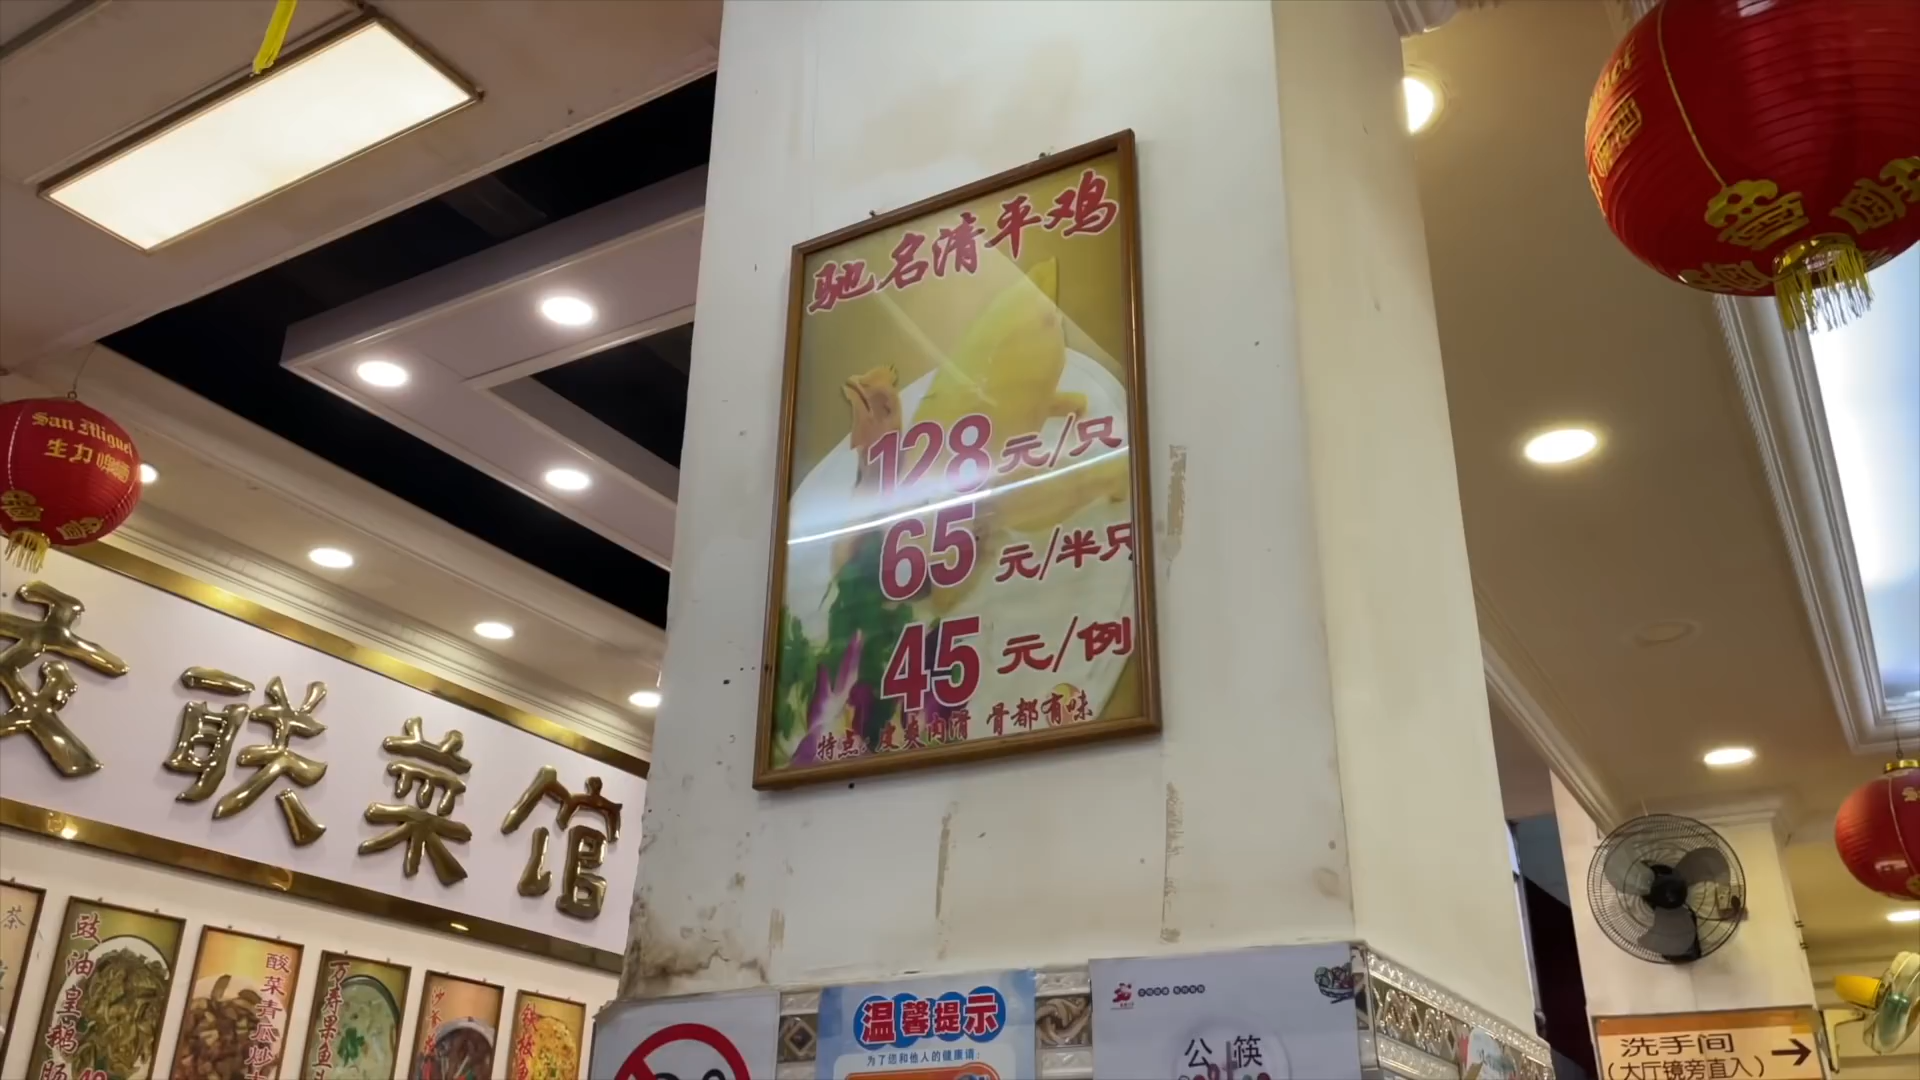 驰名清平鸡
128元/只
65元/半只
45元/例
特点：皮爽肉滑 骨都有味
San Miguel
生力啤酒
联菜馆
茶
豉油皇鹅肠
酸菜青瓜炒
万寿果鱼
温馨提示
为了您和他人的健康请：
公筷
洗手间
（大厅镜旁直入）